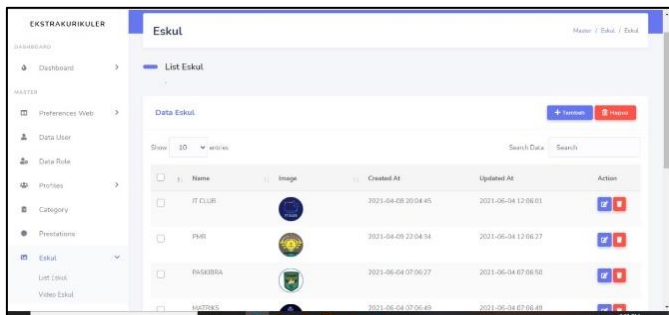 EKSTRAKURIKULER
DASHBOARD
Dashboard
MASTER
Preferences Web
Data User
Data Role
Profiles
Category
Prestations
Eskul
List Eskul
Video Eskul
Eskul
Master / Eskul / Eskul
List Eskul
Data Eskul
+ Tambah
Hapus
Show 10 entries
Search Data Search
Name Image Created At Updated At Action
IT CLUB 2021-04-09 20:04:45 2021-06-04 12:06:01
PMR 2021-04-09 22:04:34 2021-06-04 12:06:27
PASKIBRA 2021-06-04 07:06:27 2021-06-04 07:06:50
MATRIKS 2021-06-04 07:06:49 2021-06-04 07:06:49